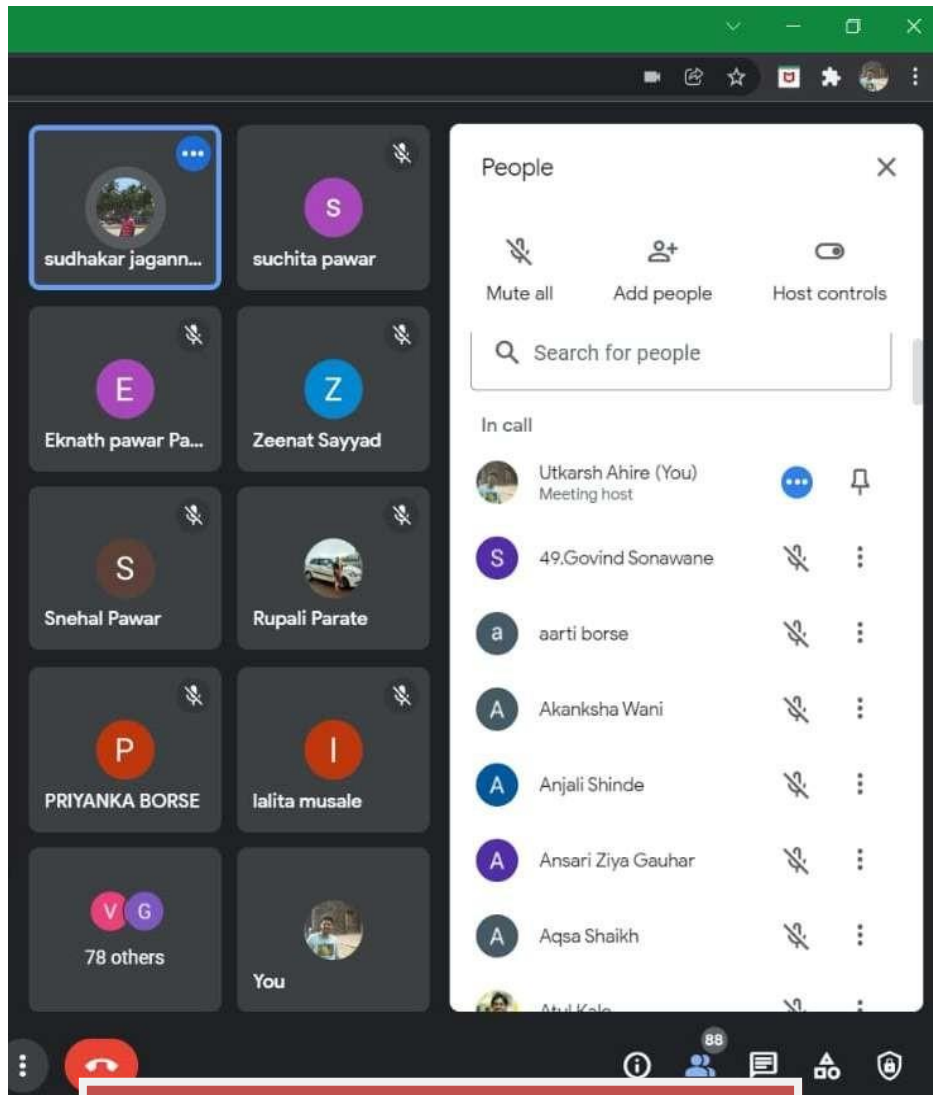 sudhakar jagann...
suchita pawar
S
E
Eknath pawar Pa...
Z
Zeenat Sayyad
S
Snehal Pawar
Rupali Parate
P
PRIYANKA BORSE
l
lalita musale
V G
78 others
You
People
Mute all Add people Host controls
Search for people
In call
Utkarsh Ahire (You)
Meeting host
S 49.Govind Sonawane
a aarti borse
A Akanksha Wani
A Anjali Shinde
A Ansari Ziya Gauhar
A Aqsa Shaikh
Atul Kale
88